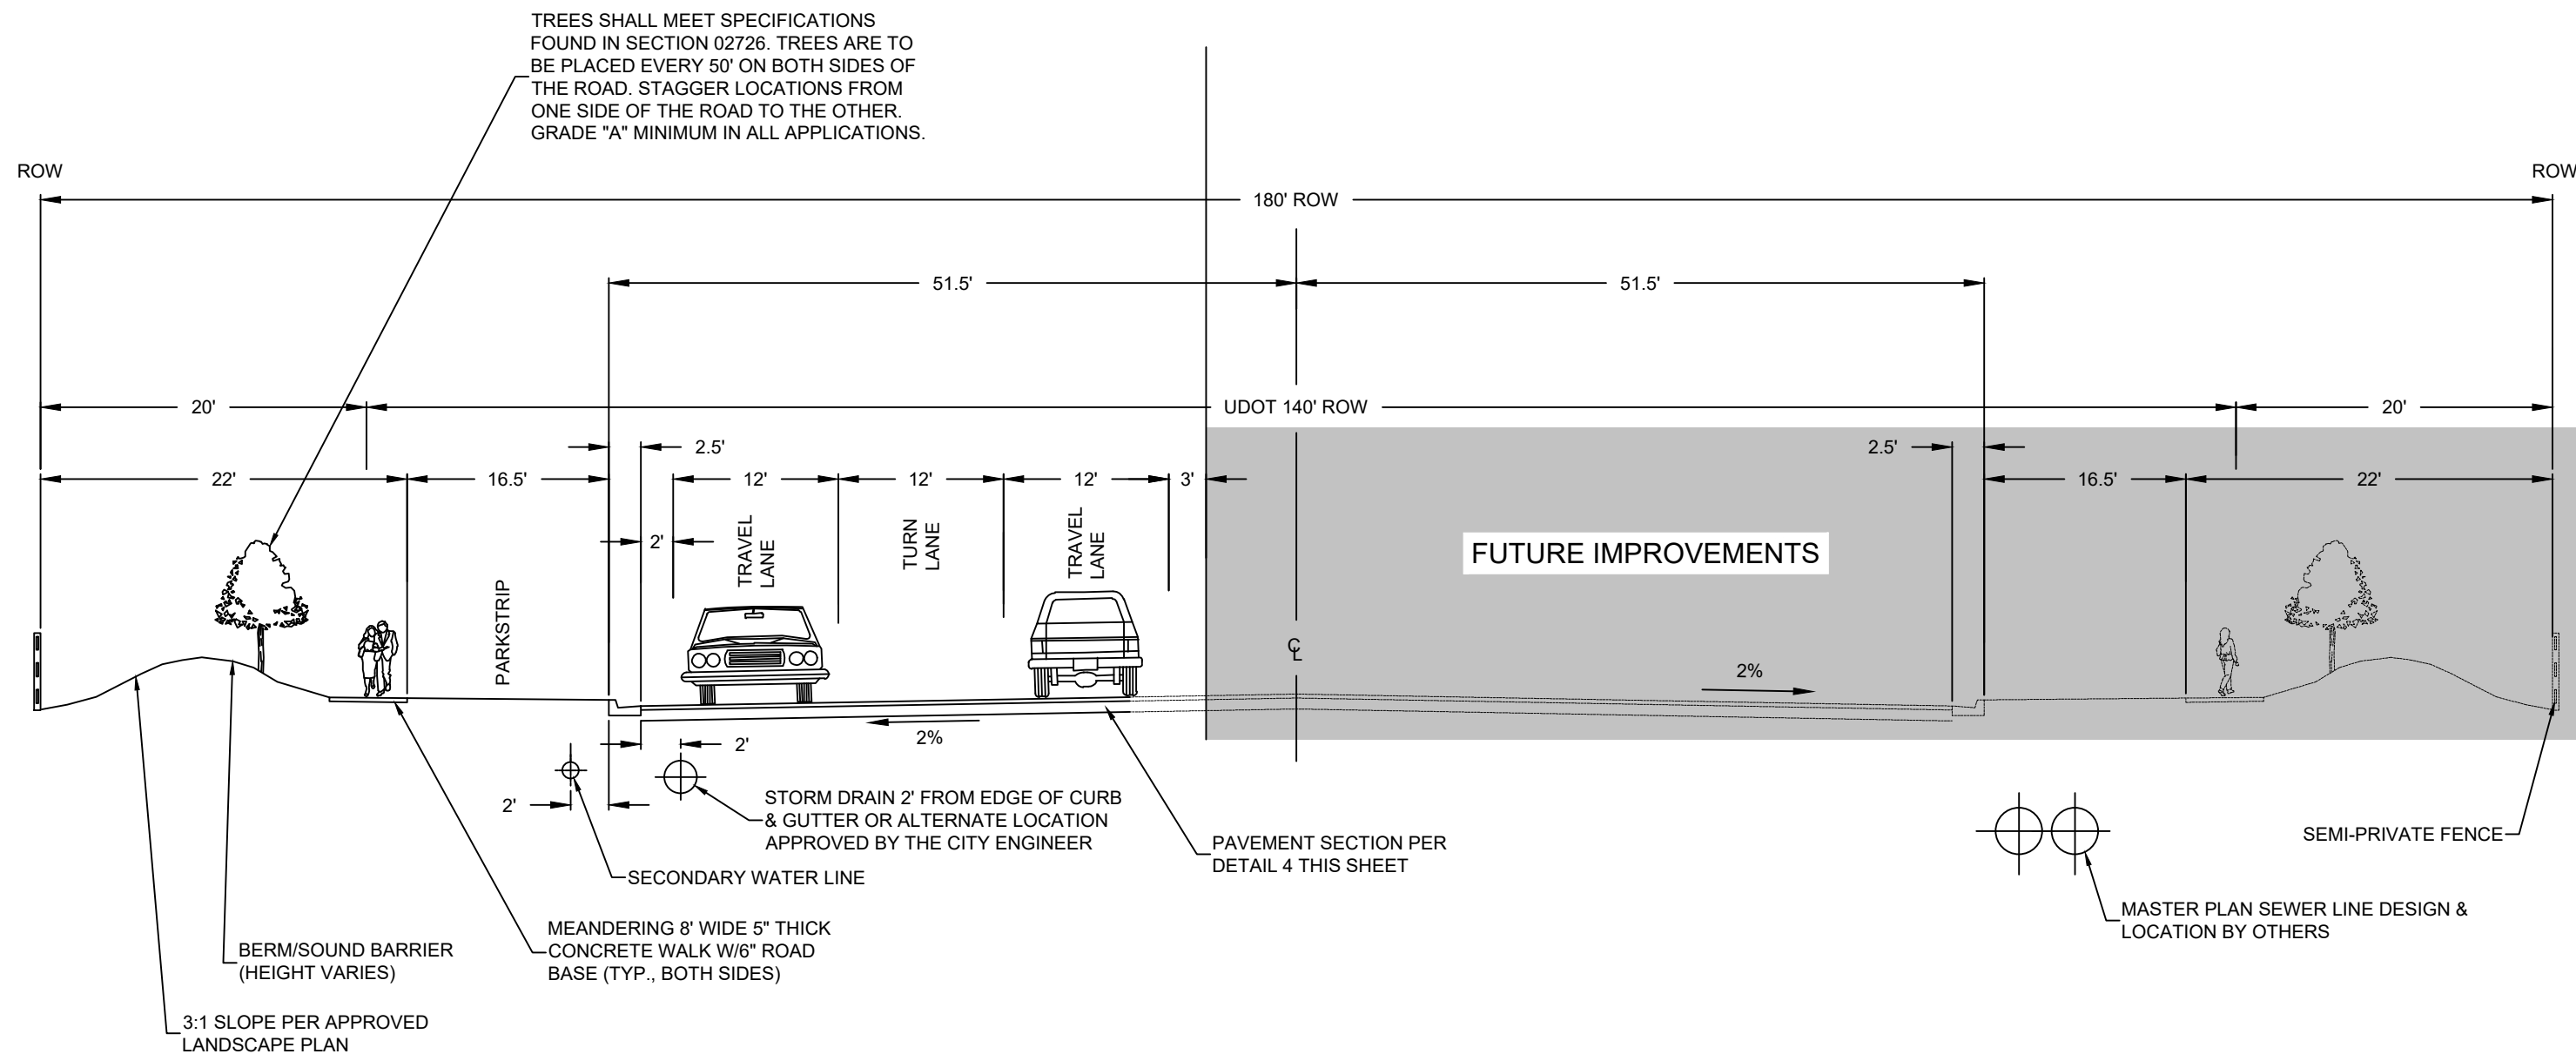 TREES SHALL MEET SPECIFICATIONS
FOUND IN SECTION 02726. TREES ARE TO
BE PLACED EVERY 50' ON BOTH SIDES OF
THE ROAD. STAGGER LOCATIONS FROM
ONE SIDE OF THE ROAD TO THE OTHER.
GRADE "A" MINIMUM IN ALL APPLICATIONS.
ROW
ROW
180' ROW
51.5'
51.5'
20'
UDOT 140' ROW
20'
2.5'
2.5'
22'
16.5'
12'
12'
12'
3'
16.5'
22'
2'
TRAVEL
LANE
TURN
LANE
TRAVEL
LANE
PARKSTRIP
FUTURE IMPROVEMENTS
CL
2%
2%
2'
2'
STORM DRAIN 2' FROM EDGE OF CURB
& GUTTER OR ALTERNATE LOCATION
APPROVED BY THE CITY ENGINEER
SECONDARY WATER LINE
PAVEMENT SECTION PER
DETAIL 4 THIS SHEET
SEMI-PRIVATE FENCE
MASTER PLAN SEWER LINE DESIGN &
LOCATION BY OTHERS
MEANDERING 8' WIDE 5" THICK
CONCRETE WALK W/6" ROAD
BASE (TYP., BOTH SIDES)
BERM/SOUND BARRIER
(HEIGHT VARIES)
3:1 SLOPE PER APPROVED
LANDSCAPE PLAN